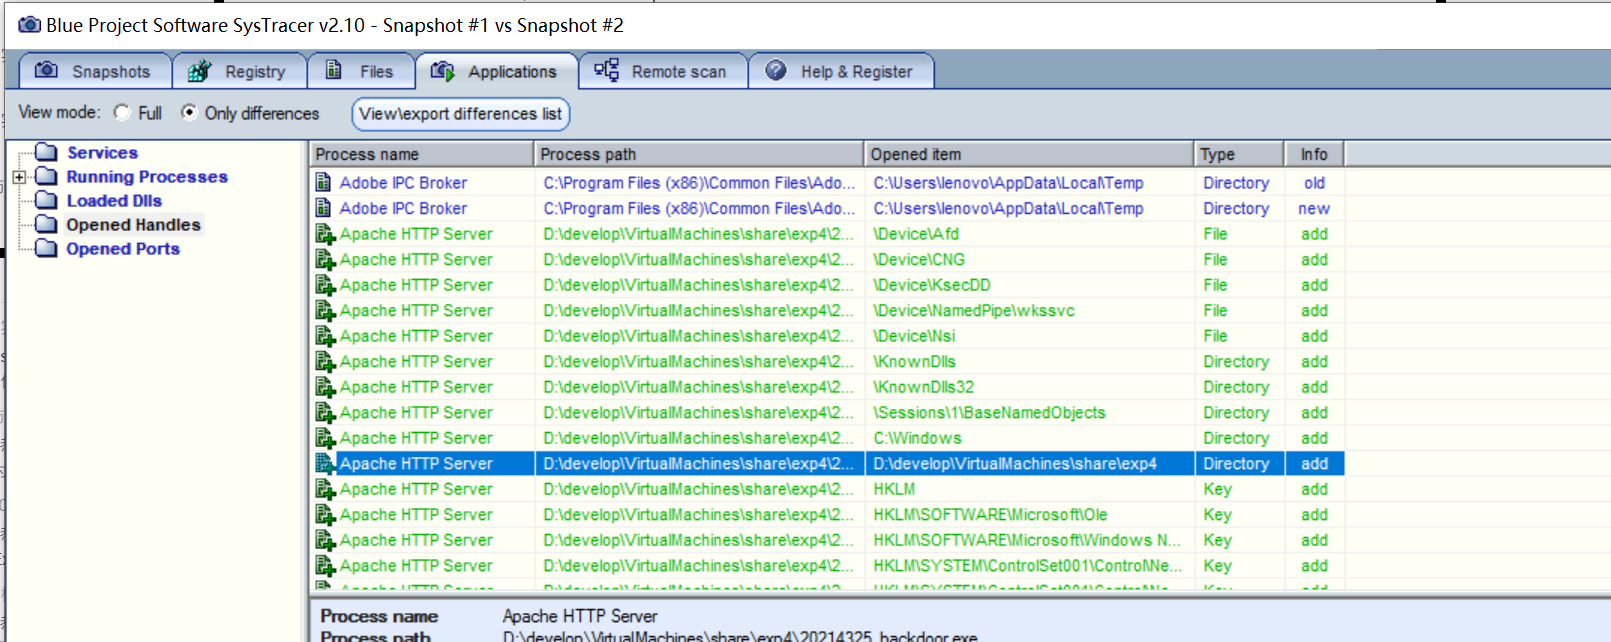 Blue Project Software SysTracer v2.10 - Snapshot #1 vs Snapshot #2
Snapshots Registry Files Applications Remote scan Help & Register
View mode: Full Only differences View\export differences list
Services
Running Processes
Loaded Dlls
Opened Handles
Opened Ports
Process name Process path Opened item Type Info
Adobe IPC Broker C:\Program Files (x86)\Common Files\Ado... C:\Users\lenovo\AppData\Local\Temp Directory old
Adobe IPC Broker C:\Program Files (x86)\Common Files\Ado... C:\Users\lenovo\AppData\Local\Temp Directory new
Apache HTTP Server D:\develop\VirtualMachines\share\exp4\2... \Device\Afd File add
Apache HTTP Server D:\develop\VirtualMachines\share\exp4\2... \Device\CNG File add
Apache HTTP Server D:\develop\VirtualMachines\share\exp4\2... \Device\KsecDD File add
Apache HTTP Server D:\develop\VirtualMachines\share\exp4\2... \Device\NamedPipe\wkssvc File add
Apache HTTP Server D:\develop\VirtualMachines\share\exp4\2... \Device\Nsi File add
Apache HTTP Server D:\develop\VirtualMachines\share\exp4\2... \KnownDlls Directory add
Apache HTTP Server D:\develop\VirtualMachines\share\exp4\2... \KnownDlls32 Directory add
Apache HTTP Server D:\develop\VirtualMachines\share\exp4\2... \Sessions\1\BaseNamedObjects Directory add
Apache HTTP Server D:\develop\VirtualMachines\share\exp4\2... C:\Windows Directory add
Apache HTTP Server D:\develop\VirtualMachines\share\exp4\2... D:\develop\VirtualMachines\share\exp4 Directory add
Apache HTTP Server D:\develop\VirtualMachines\share\exp4\2... HKLM Key add
Apache HTTP Server D:\develop\VirtualMachines\share\exp4\2... HKLM\SOFTWARE\Microsoft\Ole Key add
Apache HTTP Server D:\develop\VirtualMachines\share\exp4\2... HKLM\SOFTWARE\Microsoft\Windows N... Key add
Apache HTTP Server D:\develop\VirtualMachines\share\exp4\2... HKLM\SYSTEM\ControlSet001\Control\Ne... Key add
Process name Apache HTTP Server
Process path D:\develop\VirtualMachines\share\exp4\20214325_backdoor.exe